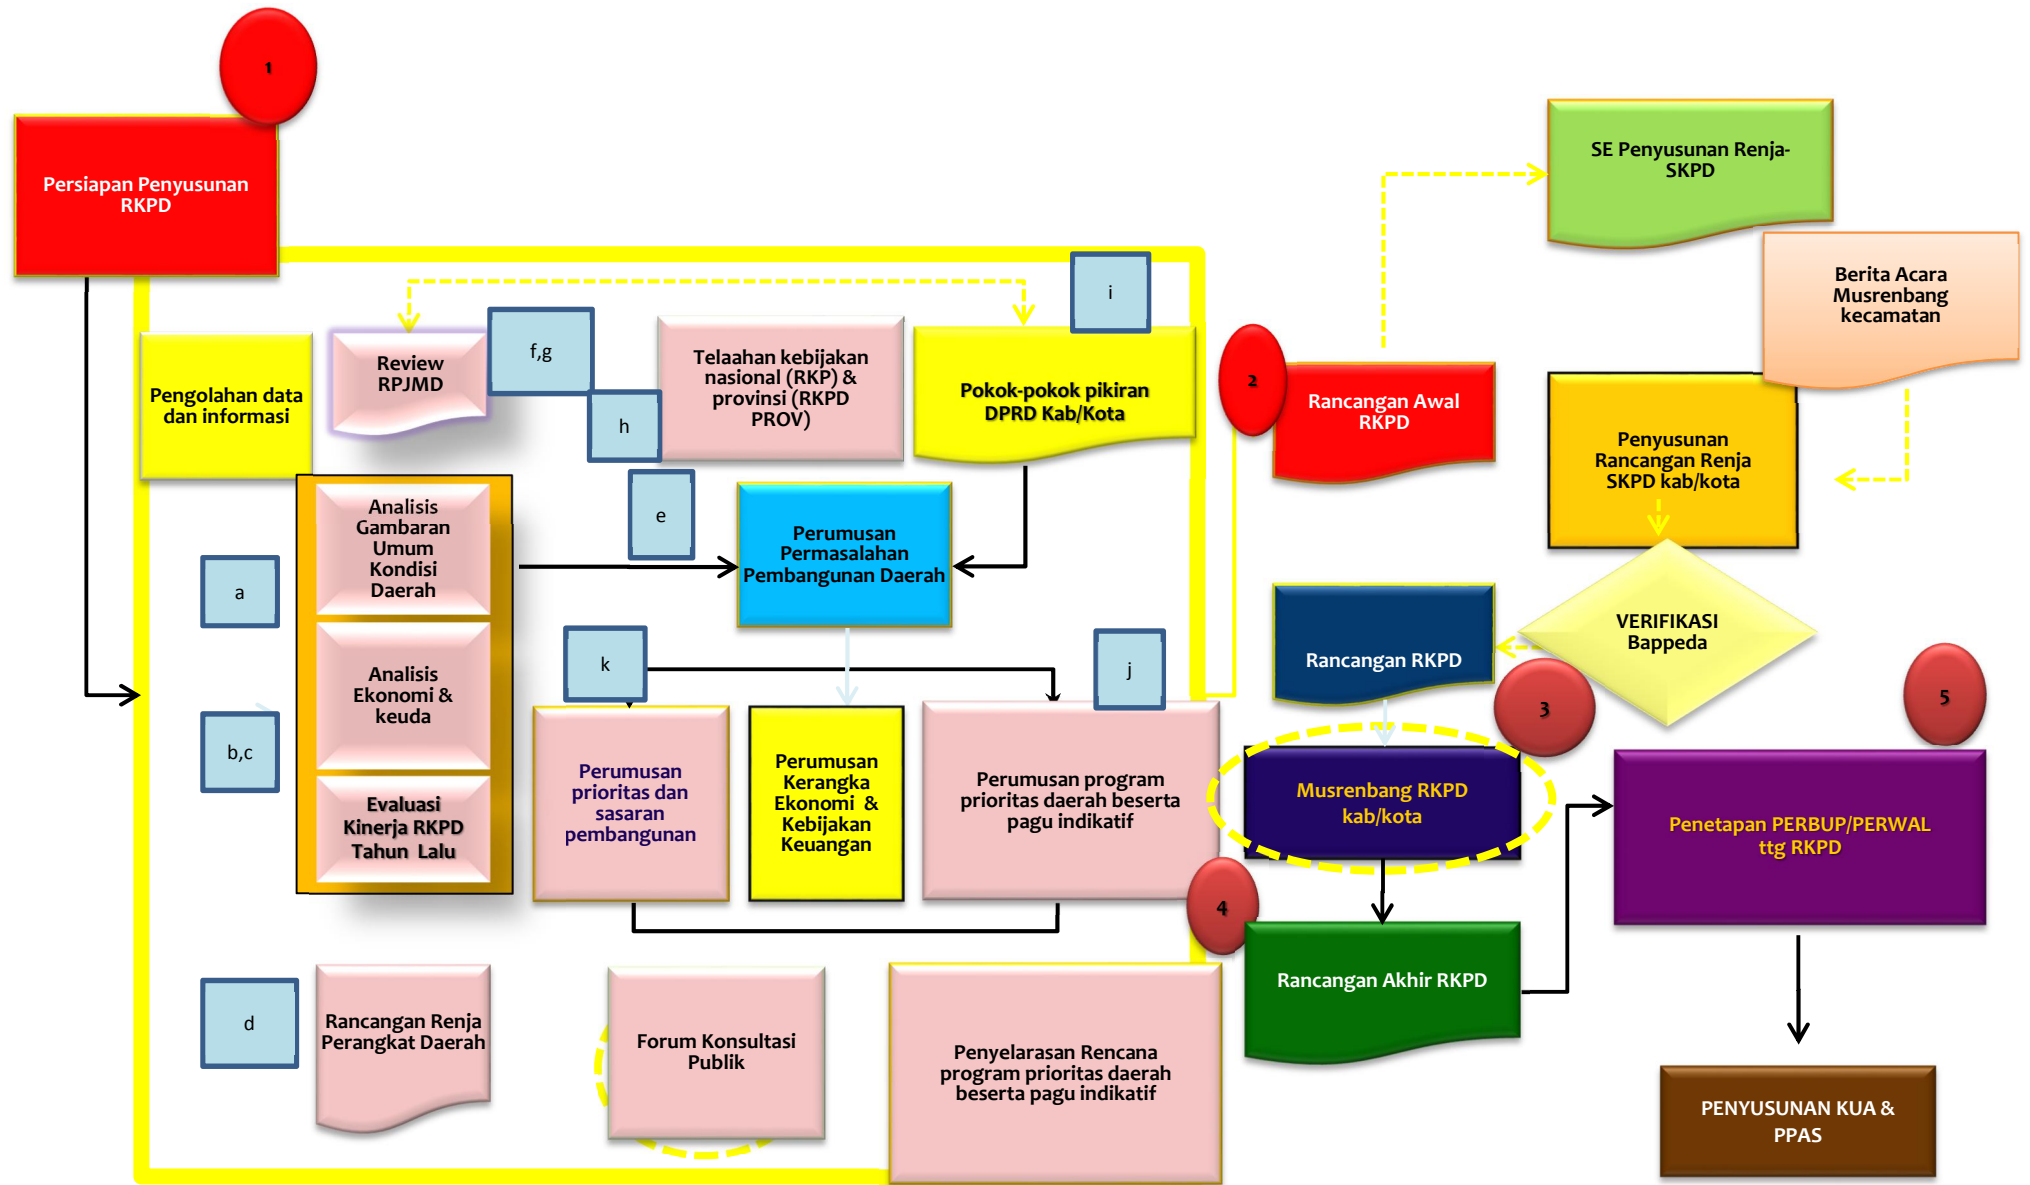 1
Persiapan Penyusunan
RKPD
SE Penyusunan Renja-
SKPD
Berita Acara
Musrenbang
kecamatan
i
f,g
h
Review
RPJMD
Telaahan kebijakan
nasional (RKP) &
provinsi (RKPD
PROV)
Pokok-pokok pikiran
DPRD Kab/Kota
Pengolahan data
dan informasi
2
Rancangan Awal
RKPD
Penyusunan
Rancangan Renja
SKPD kab/kota
e
Analisis
Gambaran
Umum
Kondisi
Daerah
Perumusan
Permasalahan
Pembangunan Daerah
a
VERIFIKASI
Bappeda
Rancangan RKPD
k
j
Analisis
Ekonomi &
keuda
b,c
3
5
Perumusan
prioritas dan
sasaran
pembangunan
Perumusan
Kerangka
Ekonomi &
Kebijakan
Keuangan
Perumusan program
prioritas daerah beserta
pagu indikatif
Musrenbang RKPD
kab/kota
Evaluasi
Kinerja RKPD
Tahun Lalu
Penetapan PERBUP/PERWAL
ttg RKPD
4
Rancangan Akhir RKPD
d
Rancangan Renja
Perangkat Daerah
Forum Konsultasi
Publik
Penyelarasan Rencana
program prioritas daerah
beserta pagu indikatif
PENYUSUNAN KUA &
PPAS